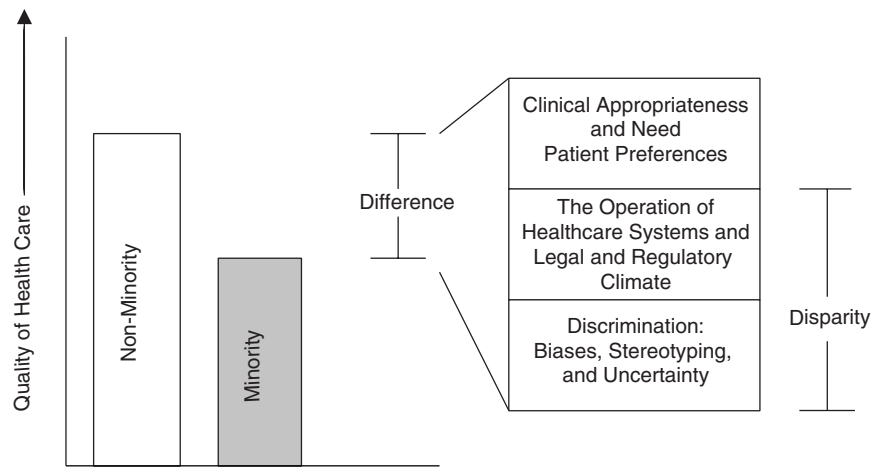 Quality of Health Care
Non-Minority
Minority
Difference
Clinical Appropriateness
and Need
Patient Preferences
The Operation of
Healthcare Systems and
Legal and Regulatory
Climate
Discrimination:
Biases, Stereotyping,
and Uncertainty
Disparity